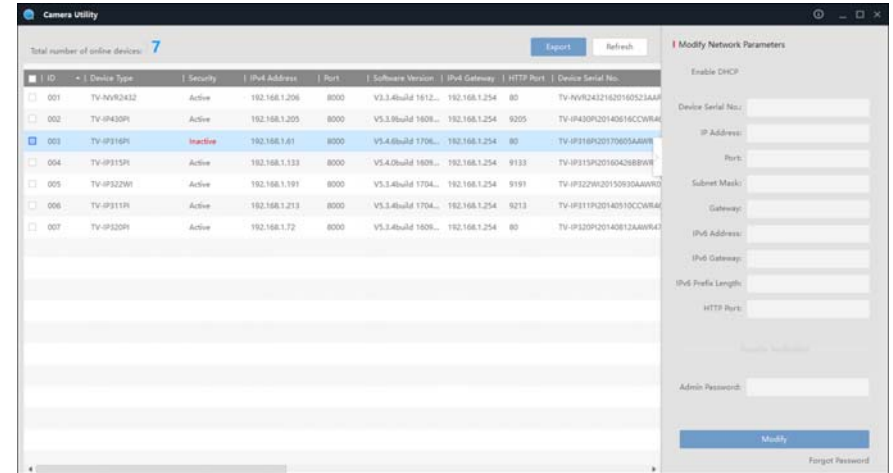 Camera Utility
Total number of online devices: 7
Export
Refresh
ID | Device Type | Security | IPv4 Address | Port | Software Version | IPv4 Gateway | HTTP Port | Device Serial No.
001 TV-NVR2432 Active 192.168.1.206 8000 V3.3.4build 1612... 192.168.1.254 80
002 TV-IP430PI Active 192.168.1.205 8000 V5.3.9build 1608... 192.168.1.254 9205
003 TV-IP316PI Inactive 192.168.1.61 8000 V5.4.6build 1706... 192.168.1.254 80
004 TV-IP315PI Active 192.168.1.133 8000 V5.4.0build 1609... 192.168.1.254 9133
005 TV-IP322WI Active 192.168.1.191 8000 V5.3.4build 1704... 192.168.1.254 9191
006 TV-IP311PI Active 192.168.1.213 8000 V5.3.4build 1704... 192.168.1.254 9213
007 TV-IP320PI Active 192.168.1.72 8000 V5.3.4build 1609... 192.168.1.254 80
Modify Network Parameters
Enable DHCP
Device Serial No.:
IP Address:
Port:
Subnet Mask:
Gateway:
IPv6 Address:
IPv6 Gateway:
IPv6 Prefix Length:
HTTP Port:
Admin Password:
Modify
Forgot Password